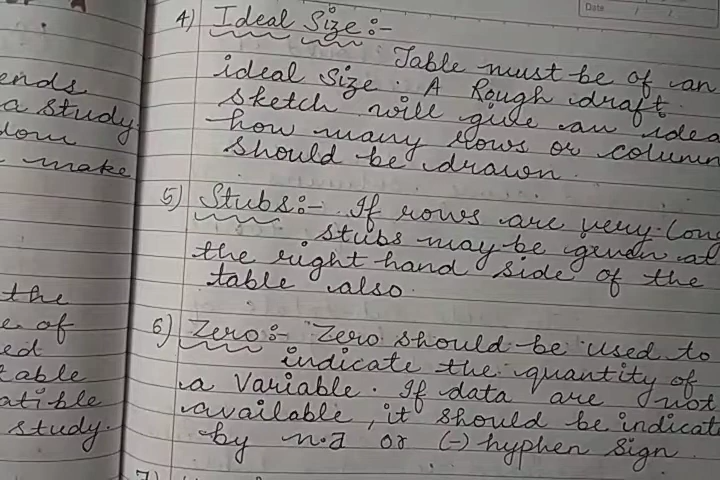 Date / /
4) Ideal Size :-
Table must be of an
ideal size. A Rough draft
sketch will give an idea
how many rows or column
should be drawn.
5) Stubs :- If rows are very long
stubs may be given at
the right hand side of the
table also.
6) Zero :- Zero should be used to
indicate the quantity of
a Variable. If data are not
available, it should be indicat
by n.a or (-) hyphen sign.
7)
ends
a study
dom
make
the
e of
ed
table
atible
study.